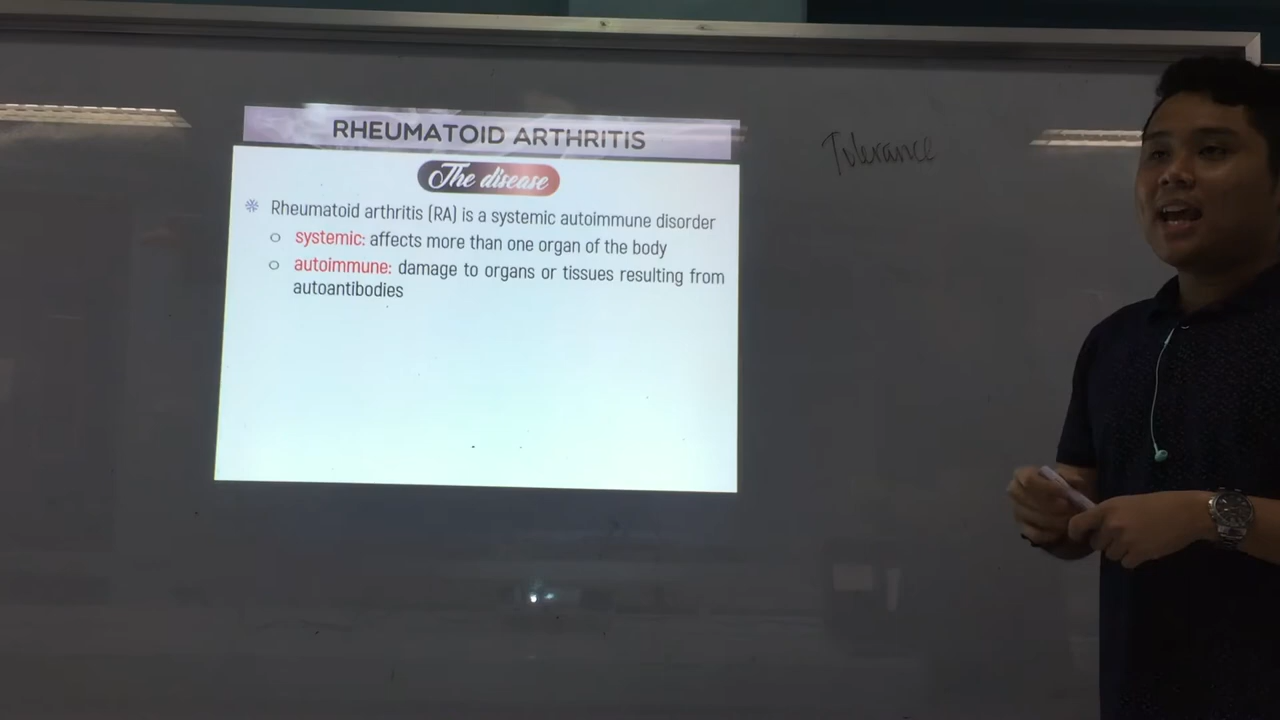 RHEUMATOID ARTHRITIS
The disease
Rheumatoid arthritis (RA) is a systemic autoimmune disorder
systemic: affects more than one organ of the body
autoimmune: damage to organs or tissues resulting from
autoantibodies
Tolerance